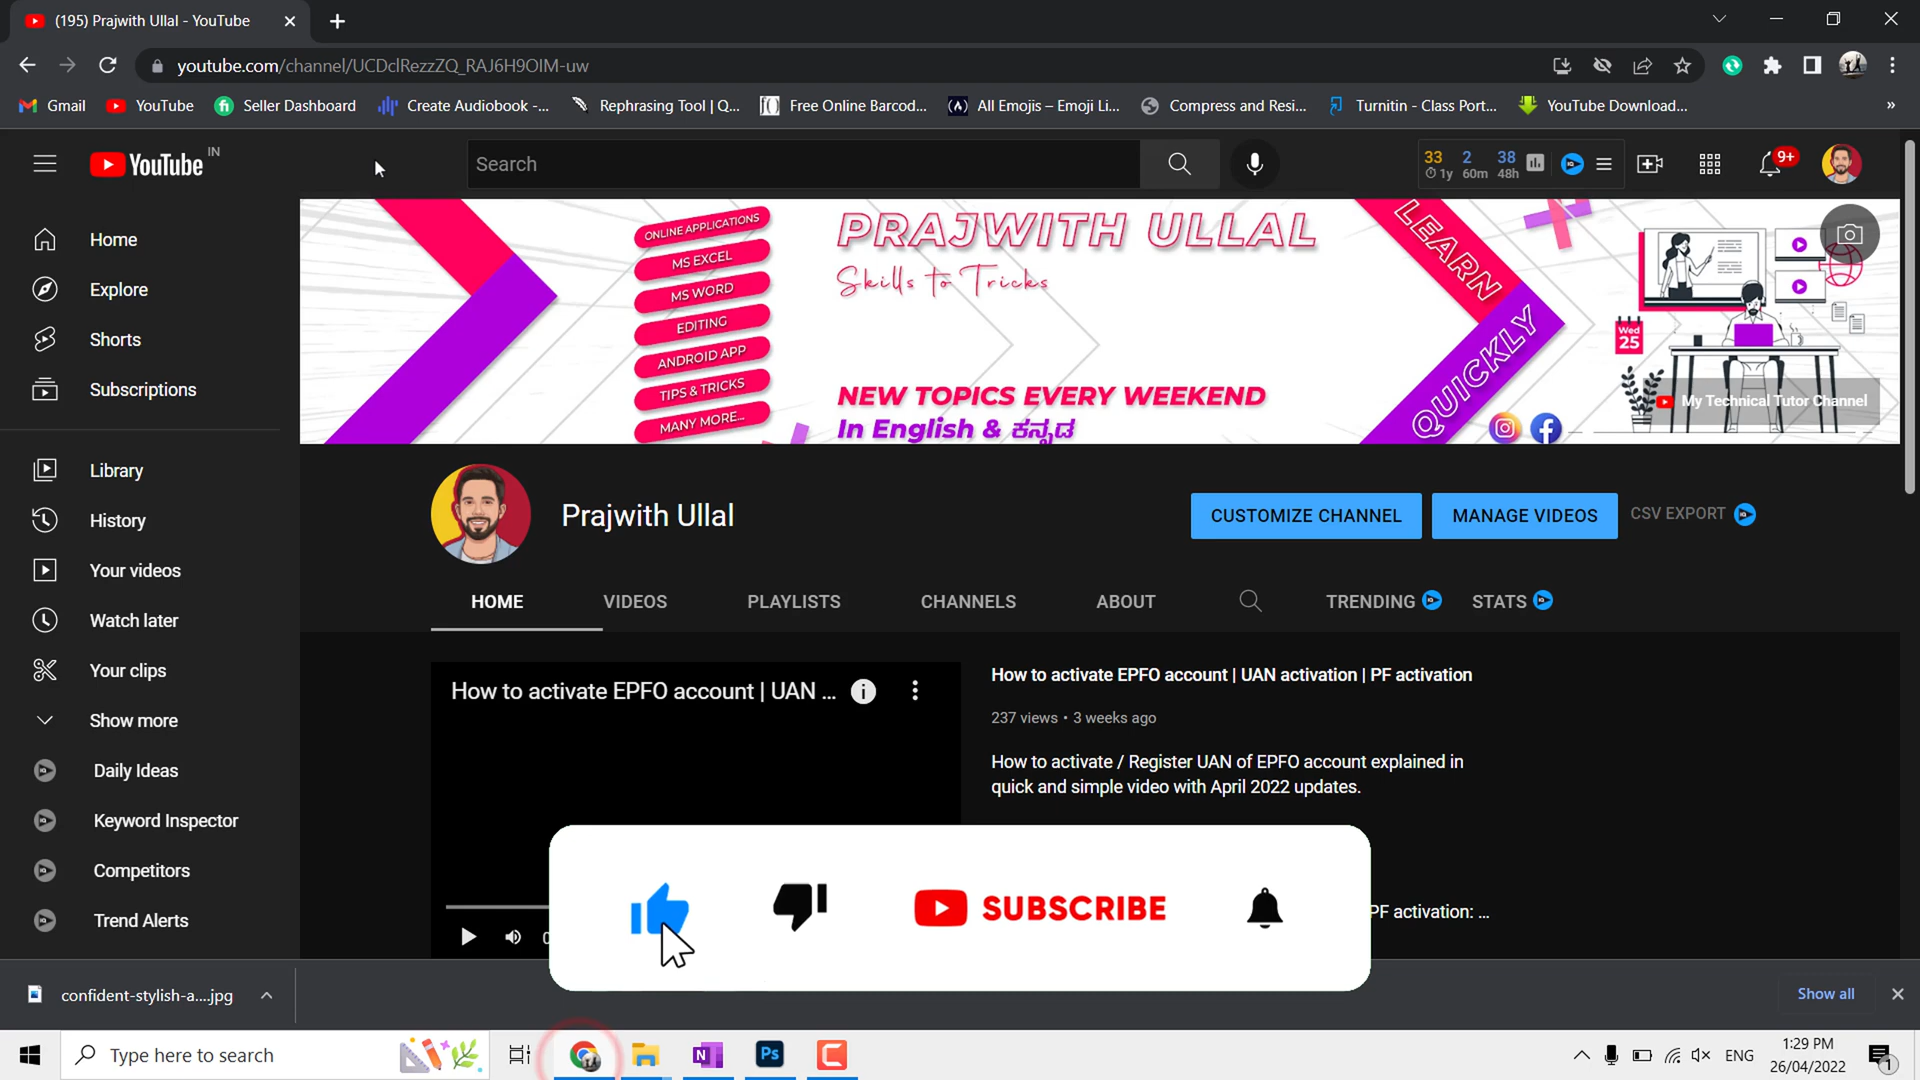 (195) Prajwith Ullal - YouTube
youtube.com/channel/UCDclRezzZQ_RAJ6H9OIM-uw
Gmail
YouTube
Seller Dashboard
Create Audiobook -...
Rephrasing Tool | Q...
Free Online Barcod...
All Emojis – Emoji Li...
Compress and Resi...
Turnitin - Class Port...
YouTube Download...
»
YouTube IN
Search
33 2 38
1y 60m 48h
9+
Home
Explore
Shorts
Subscriptions
Library
History
Your videos
Watch later
Your clips
Show more
Daily Ideas
Keyword Inspector
Competitors
Trend Alerts
ONLINE APPLICATIONS
MS EXCEL
MS WORD
EDITING
ANDROID APP
TIPS & TRICKS
MANY MORE...
PRAJWITH ULLAL
Skills to Tricks
NEW TOPICS EVERY WEEKEND
In English & ಕನ್ನಡ
LEARN
QUICKLY
Wed
25
My Technical Tutor Channel
Prajwith Ullal
CUSTOMIZE CHANNEL
MANAGE VIDEOS
CSV EXPORT
HOME
VIDEOS
PLAYLISTS
CHANNELS
ABOUT
TRENDING
STATS
How to activate EPFO account | UAN ...
How to activate EPFO account | UAN activation | PF activation
237 views • 3 weeks ago
How to activate / Register UAN of EPFO account explained in
quick and simple video with April 2022 updates.
PF activation: ...
SUBSCRIBE
confident-stylish-a....jpg
Show all
Type here to search
N
Ps
ENG
1:29 PM
26/04/2022
1